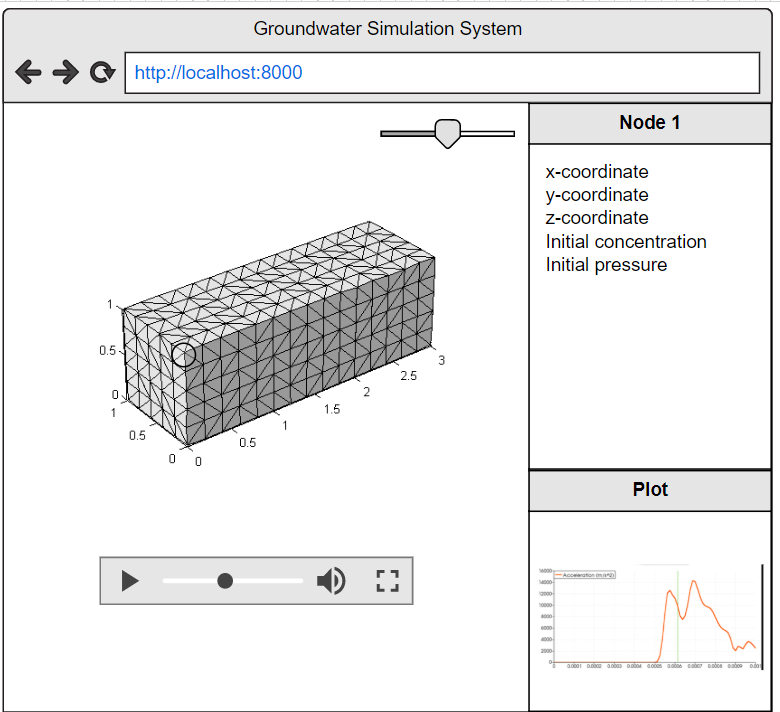 Groundwater Simulation System
http://localhost:8000
Node 1
x-coordinate
y-coordinate
z-coordinate
Initial concentration
Initial pressure
1
0.5
0
1
0.5
0
0
0.5
1
1.5
2
2.5
3
Plot
Acceleration (m/s^2)
16000
14000
12000
10000
8000
6000
4000
2000
0
0 0.0001 0.0002 0.0003 0.0004 0.0005 0.0006 0.0007 0.0008 0.0009 0.001